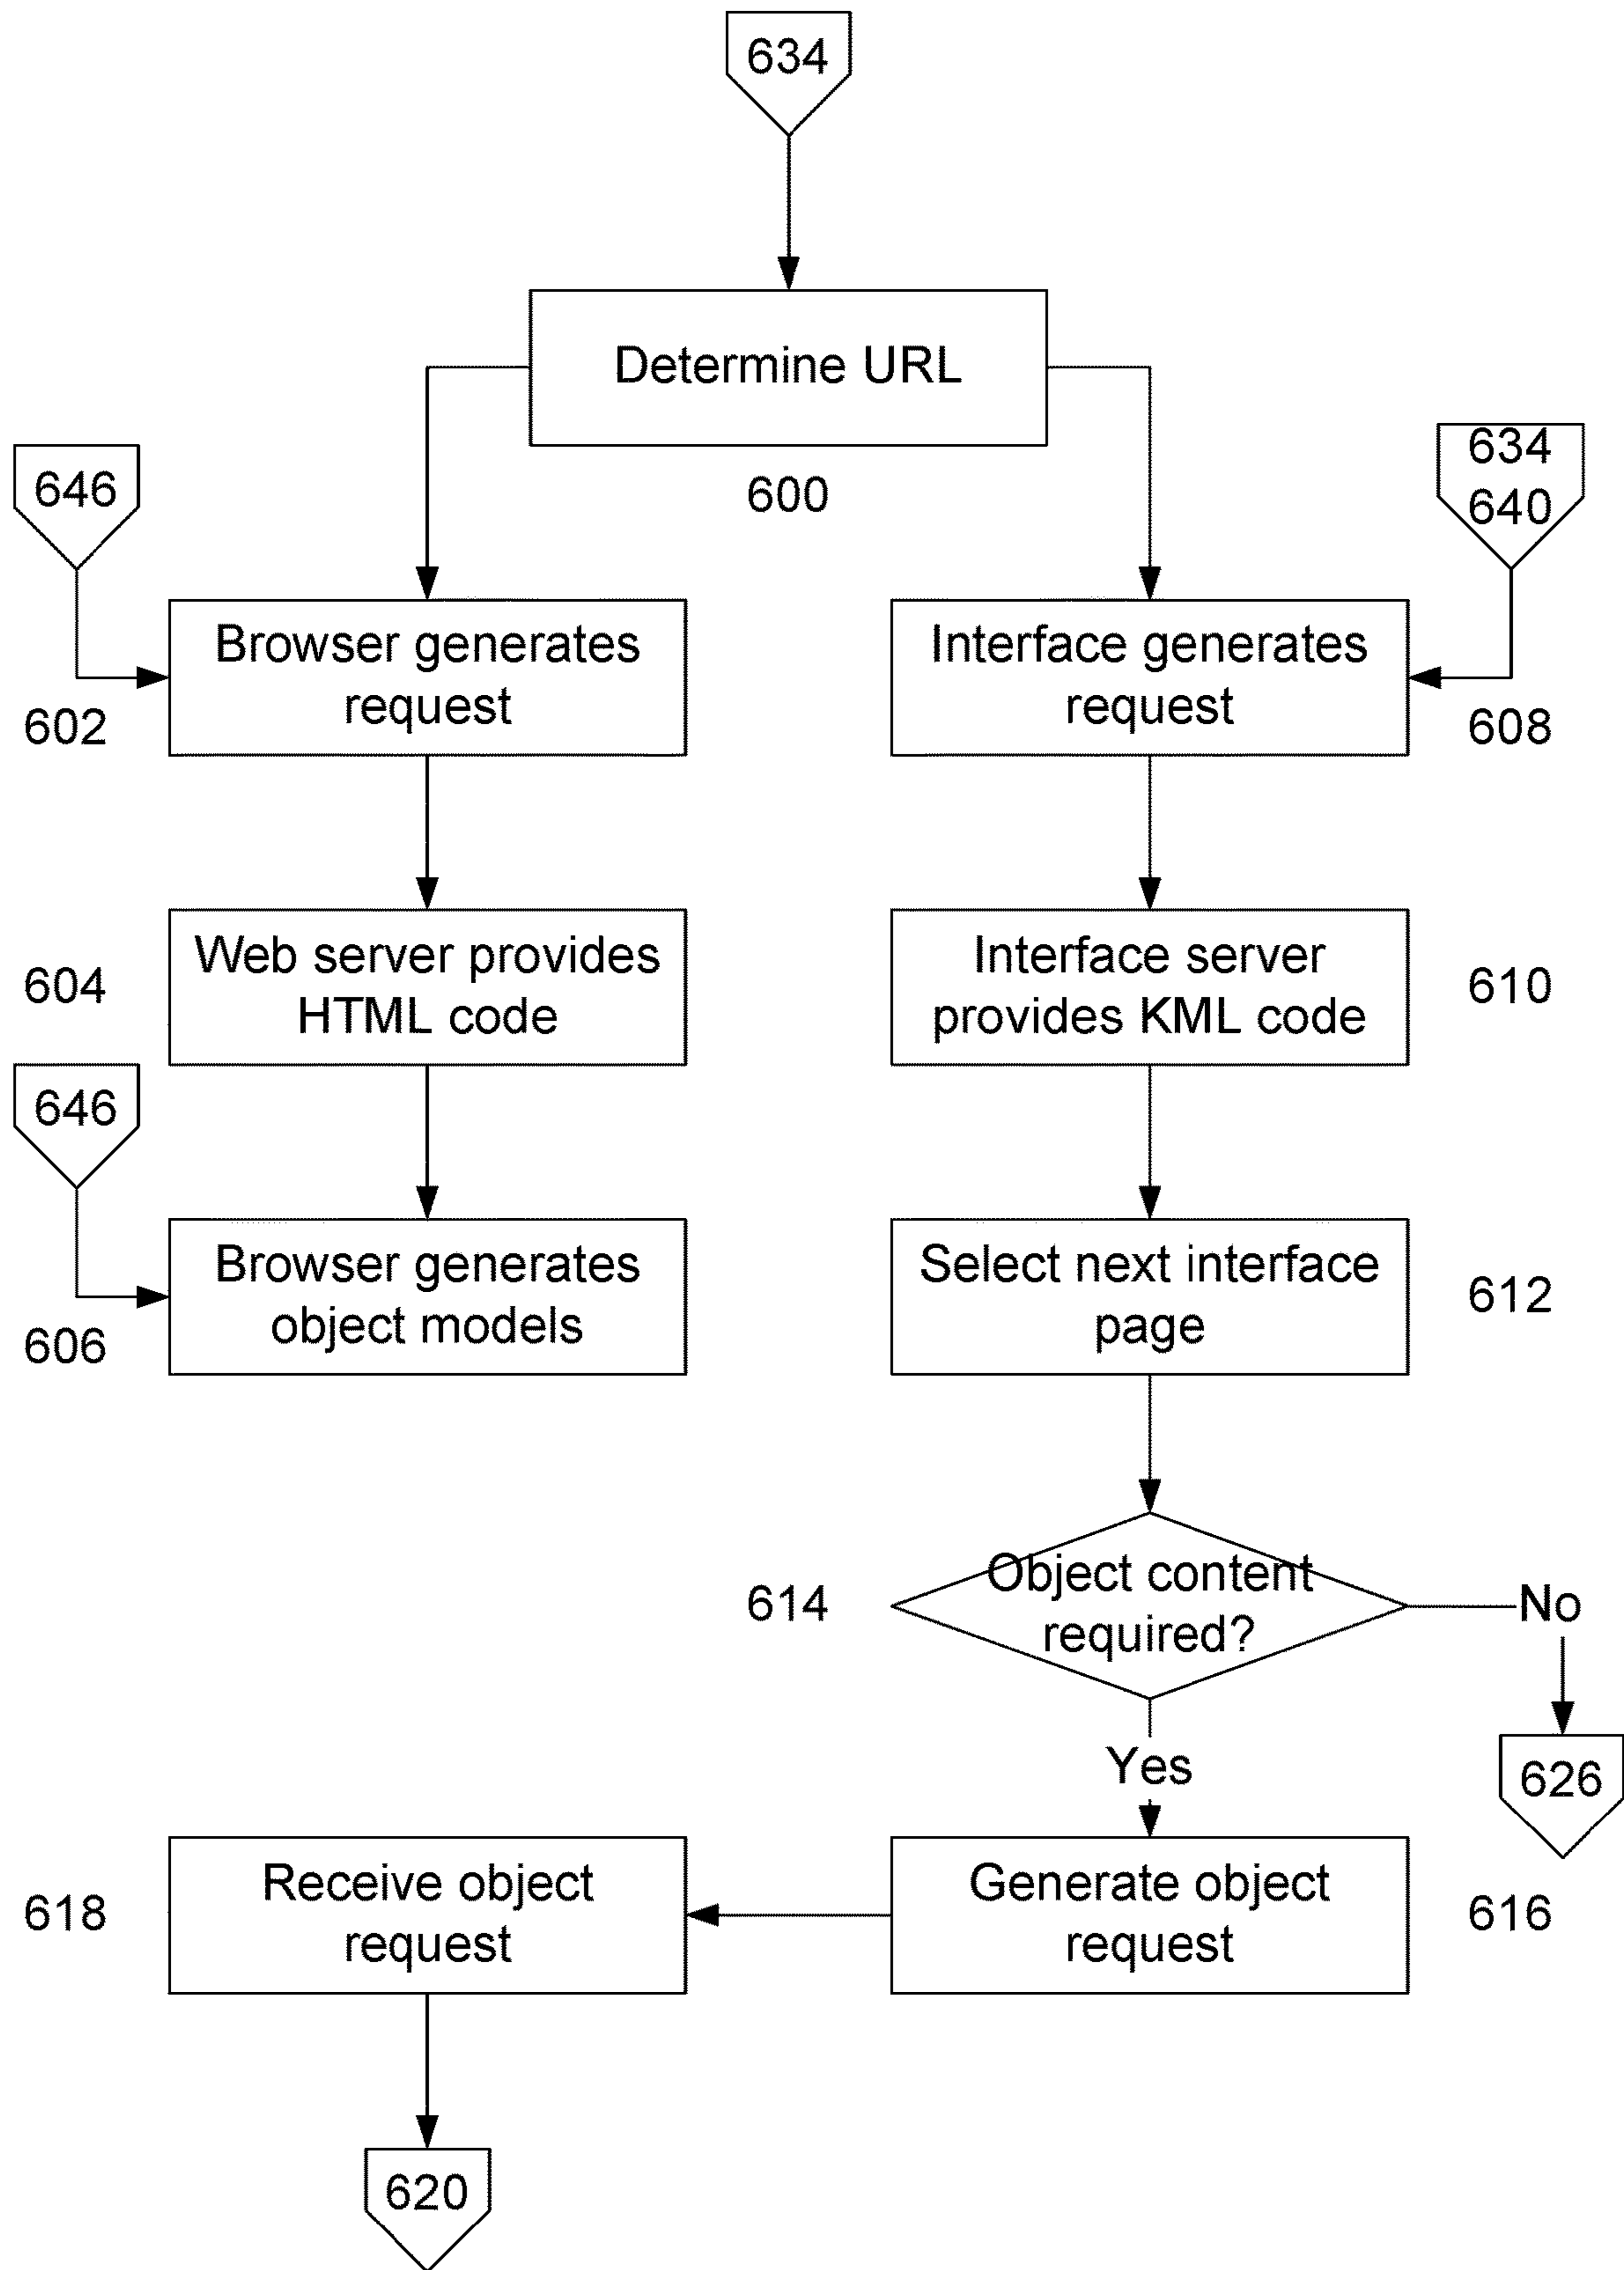 634
Determine URL
600
646
634
640
Browser generates
request
602
Interface generates
request
608
Web server provides
HTML code
604
Interface server
provides KML code
610
646
Browser generates
object models
606
Select next interface
page
612
Object content
required?
614
No
Yes
626
Receive object
request
618
Generate object
request
616
620